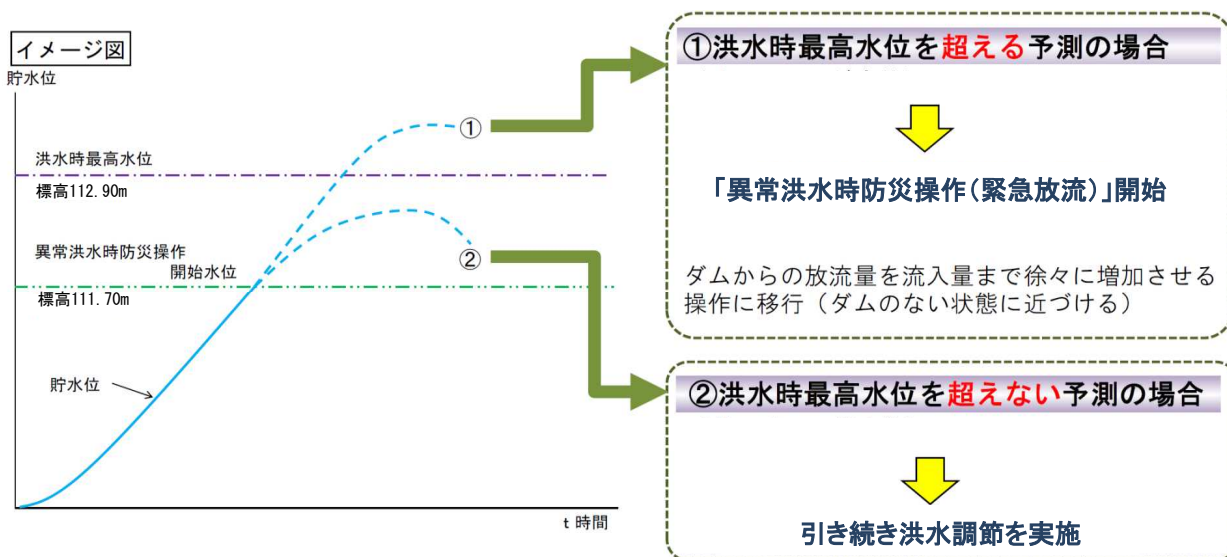 イメージ図
貯水位
洪水時最高水位
標高112.90m
異常洪水時防災操作
開始水位
標高111.70m
貯水位
①
②
t 時間
①洪水時最高水位を超える予測の場合
「異常洪水時防災操作(緊急放流)」開始
ダムからの放流量を流入量まで徐々に増加させる
操作に移行(ダムのない状態に近づける)
②洪水時最高水位を超えない予測の場合
引き続き洪水調節を実施